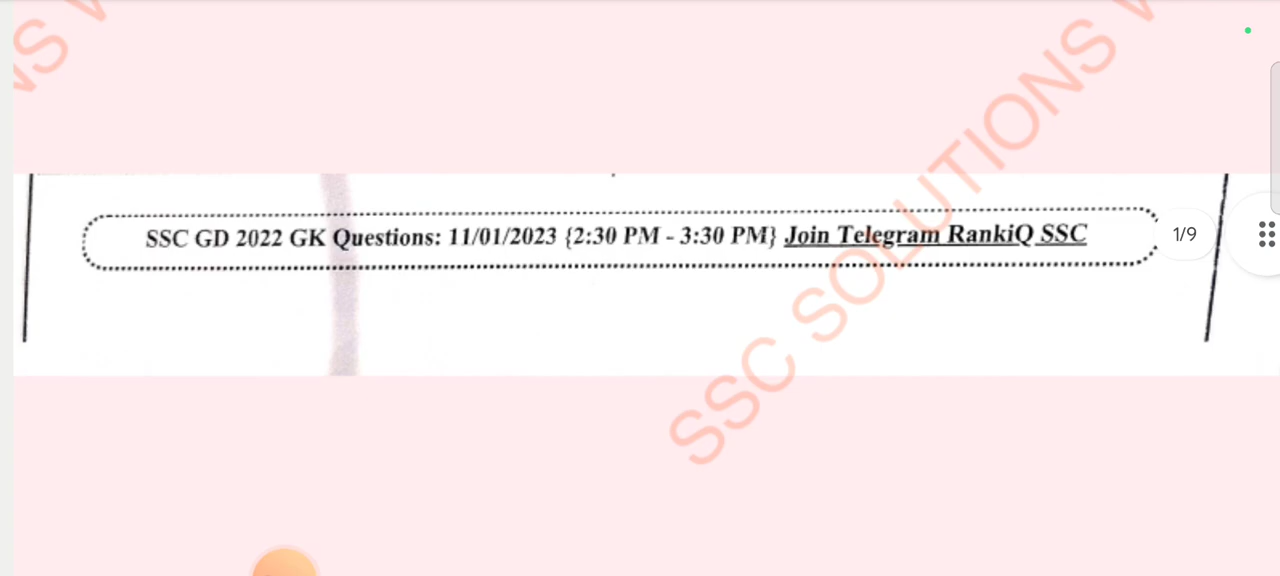 NS W
SSC SOLUTIONS W
SSC GD 2022 GK Questions: 11/01/2023 {2:30 PM - 3:30 PM} Join Telegram RankiQ SSC
1/9